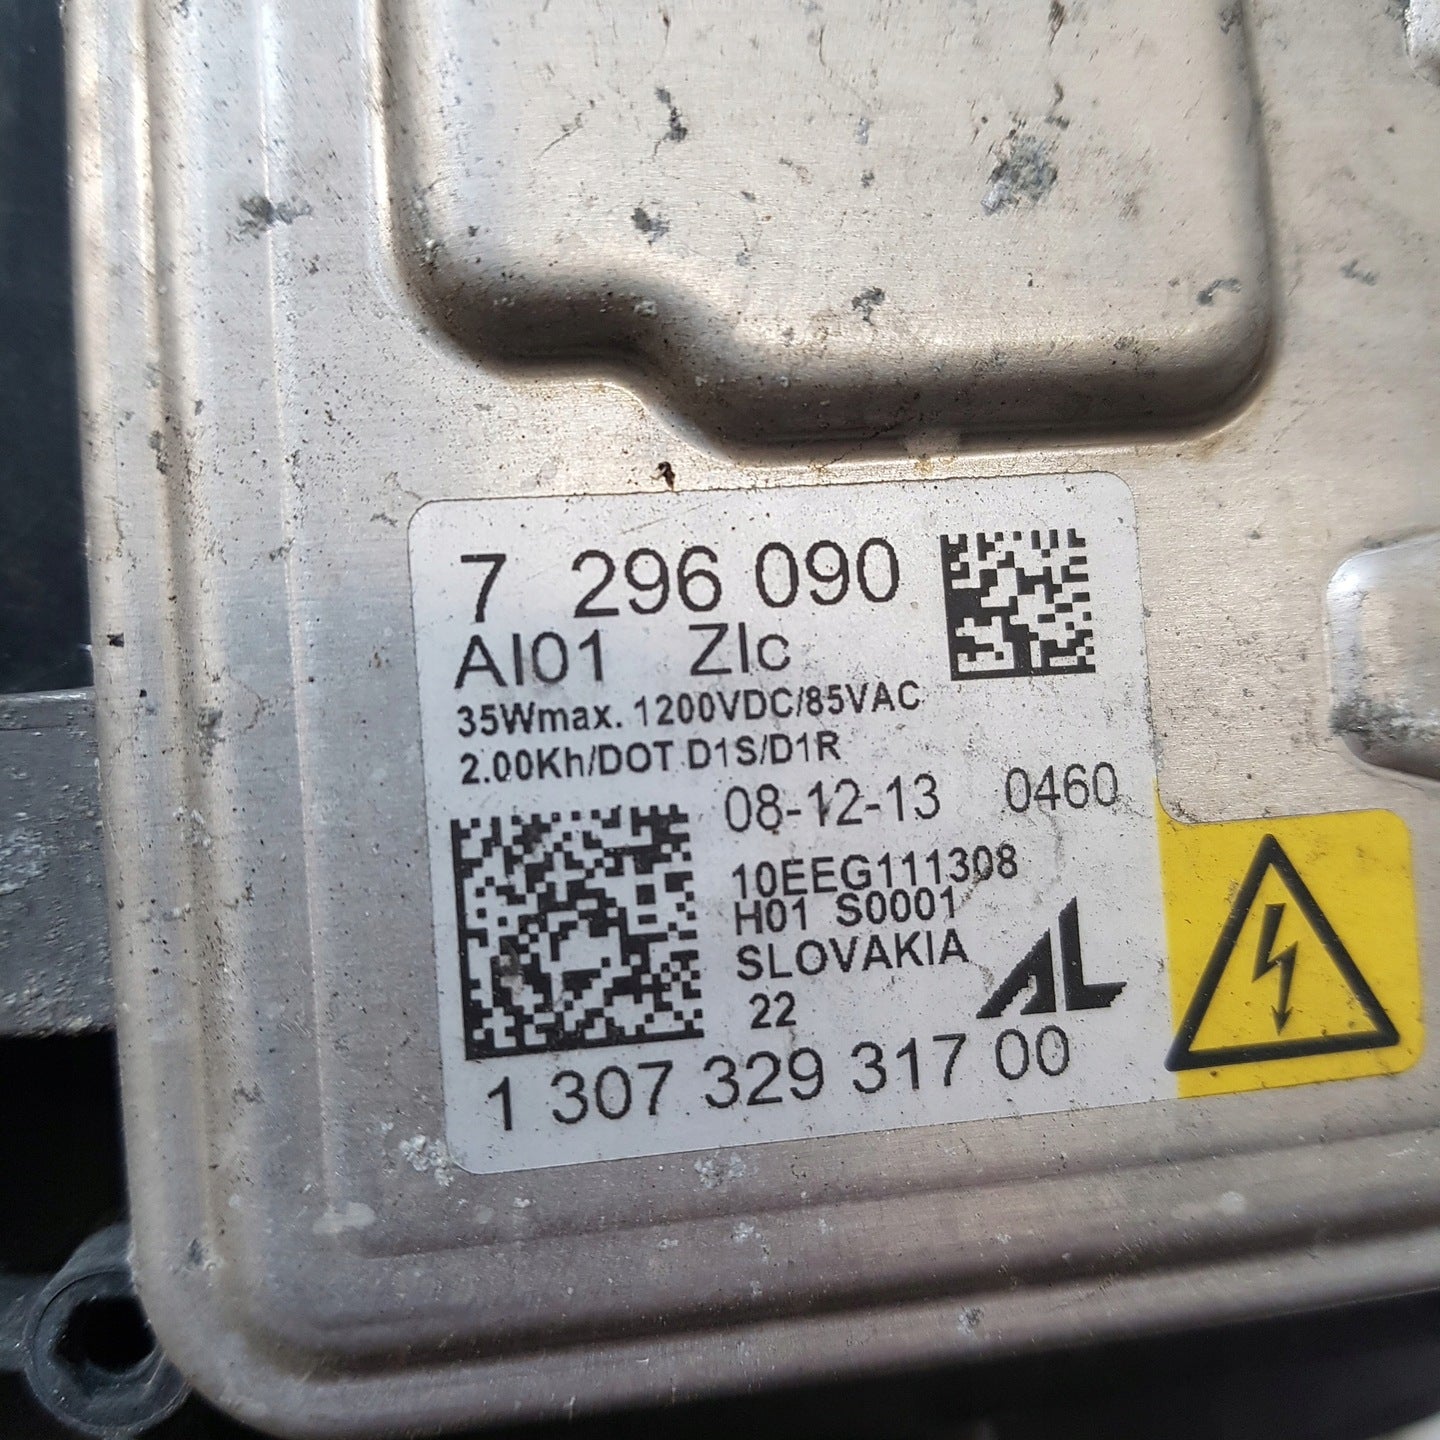 7 296 090
AI01 ZIc
35Wmax. 1200VDC/85VAC
2.00Kh/DOT D1S/D1R
08-12-13 0460
10EEG111308
H01 S0001
SLOVAKIA
22
AL
1 307 329 317 00